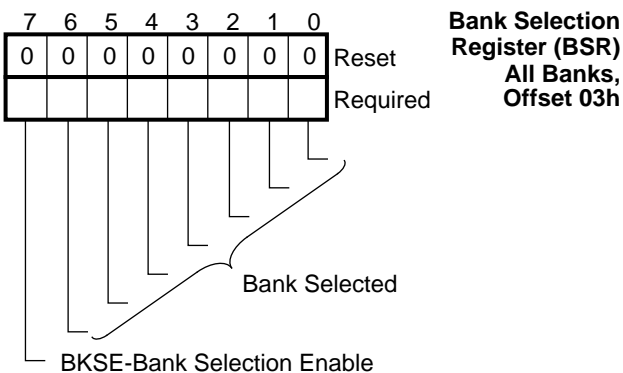 7 6 5 4 3 2 1 0
0 0 0 0 0 0 0 0 Reset
Required
Bank Selection
Register (BSR)
All Banks,
Offset 03h
Bank Selected
BKSE-Bank Selection Enable